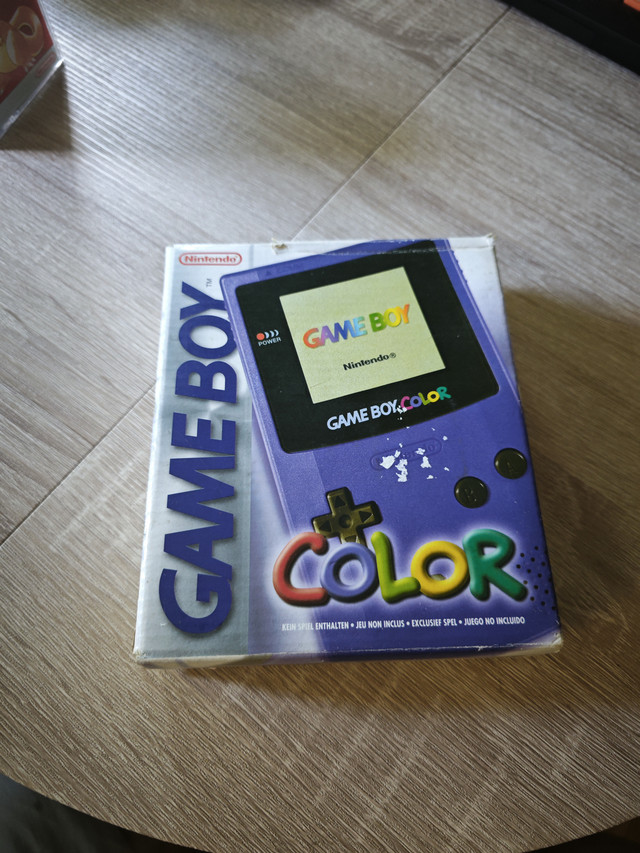 Nintendo®
GAME BOY™
POWER
GAME BOY
Nintendo®
GAME BOY COLOR
COLOR
KEIN SPIEL ENTHALTEN • JEU NON INCLUS • EXCLUSIEF SPEL • JUEGO NO INCLUIDO